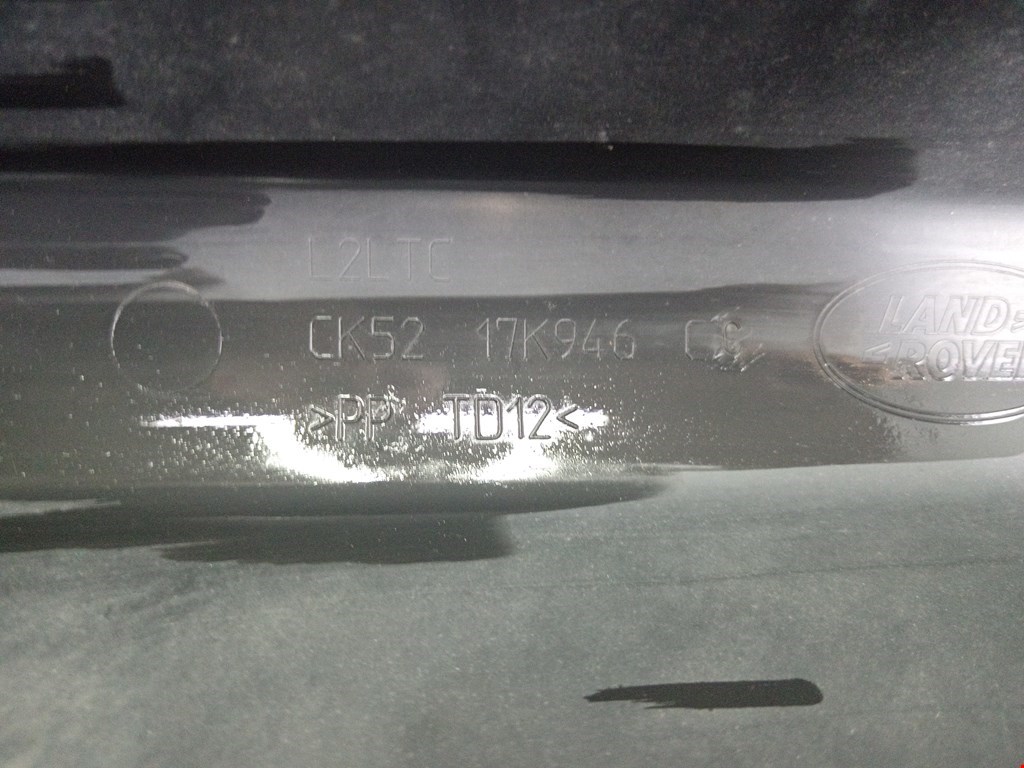 L2LTC
CK52 17K946
>PP TD12<
LAND-
-ROVER